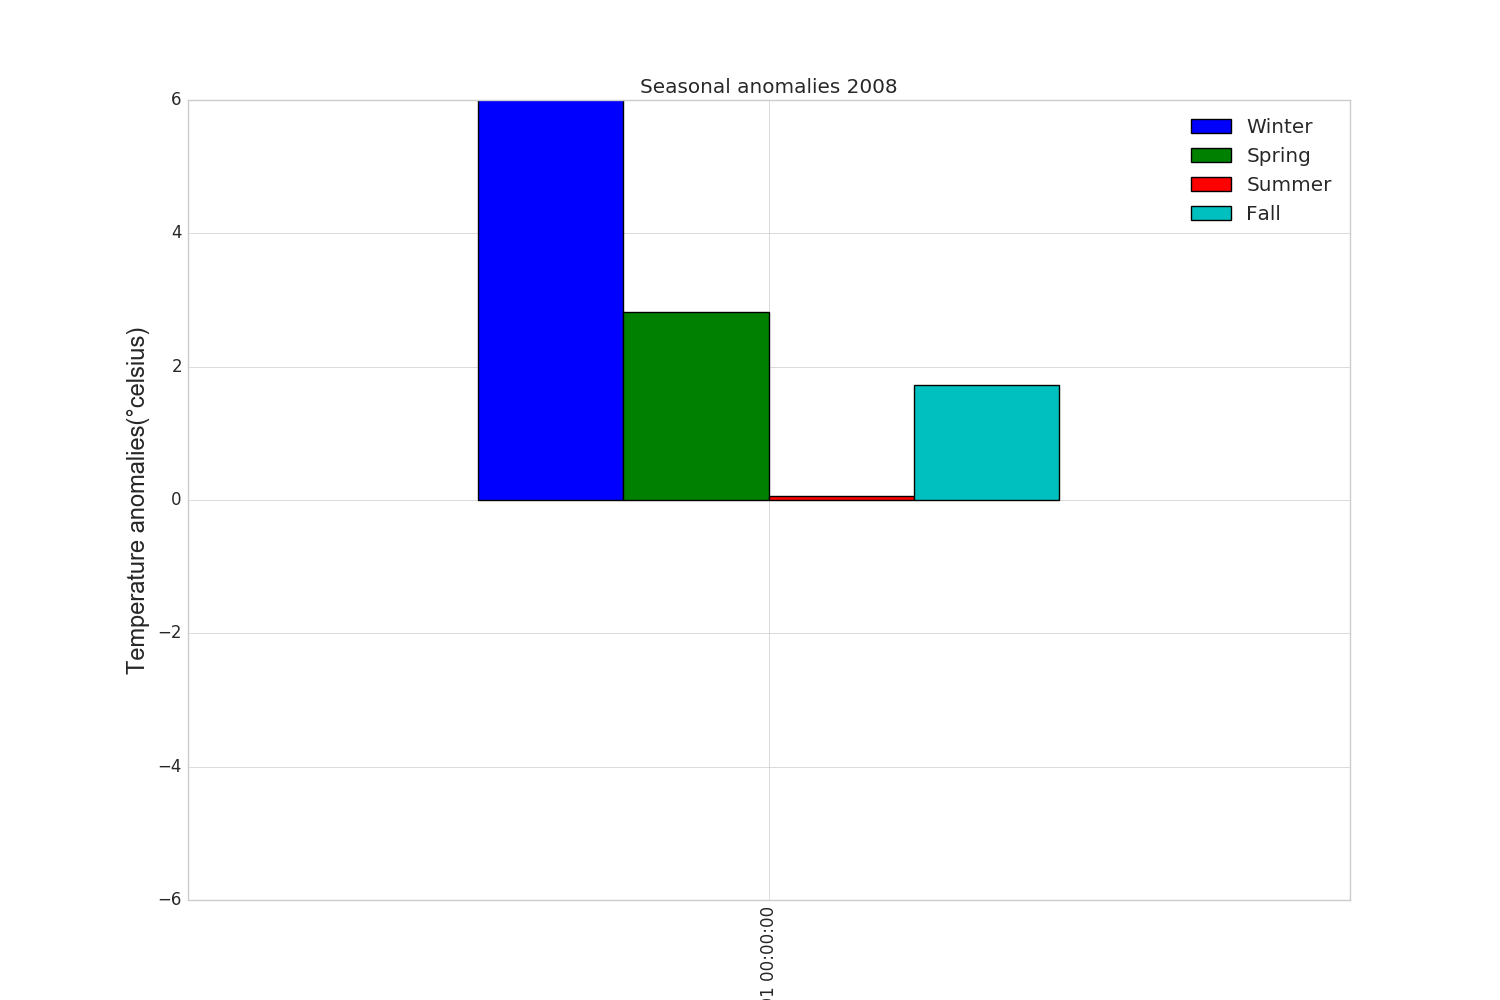 Seasonal anomalies 2008
6
4
2
0
−2
−4
−6
Temperature anomalies(°celsius)
Winter
Spring
Summer
Fall
00:00:00